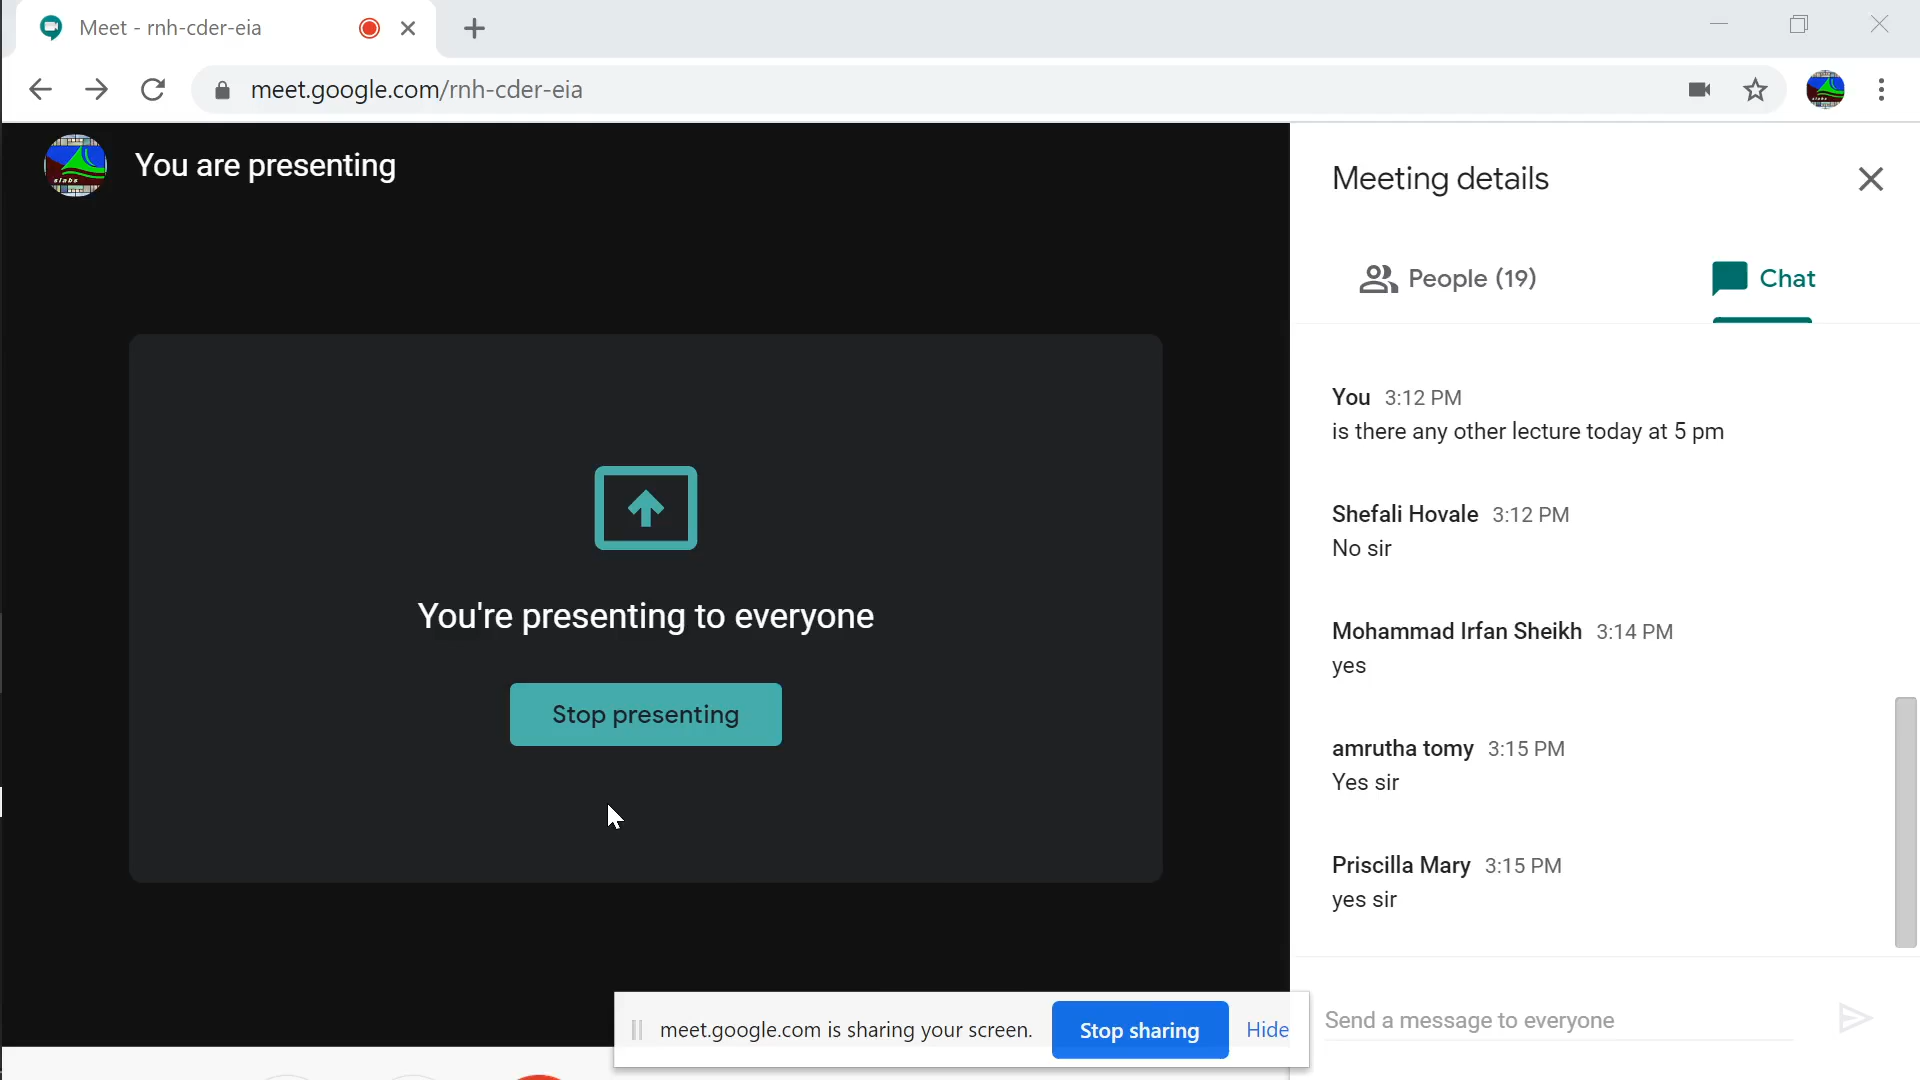 Meet - rnh-cder-eia
meet.google.com/rnh-cder-eia
slabs
You are presenting
You're presenting to everyone
Stop presenting
Meeting details
People (19)
Chat
You 3:12 PM
is there any other lecture today at 5 pm
Shefali Hovale 3:12 PM
No sir
Mohammad Irfan Sheikh 3:14 PM
yes
amrutha tomy 3:15 PM
Yes sir
Priscilla Mary 3:15 PM
yes sir
meet.google.com is sharing your screen.
Stop sharing
Hide
Send a message to everyone